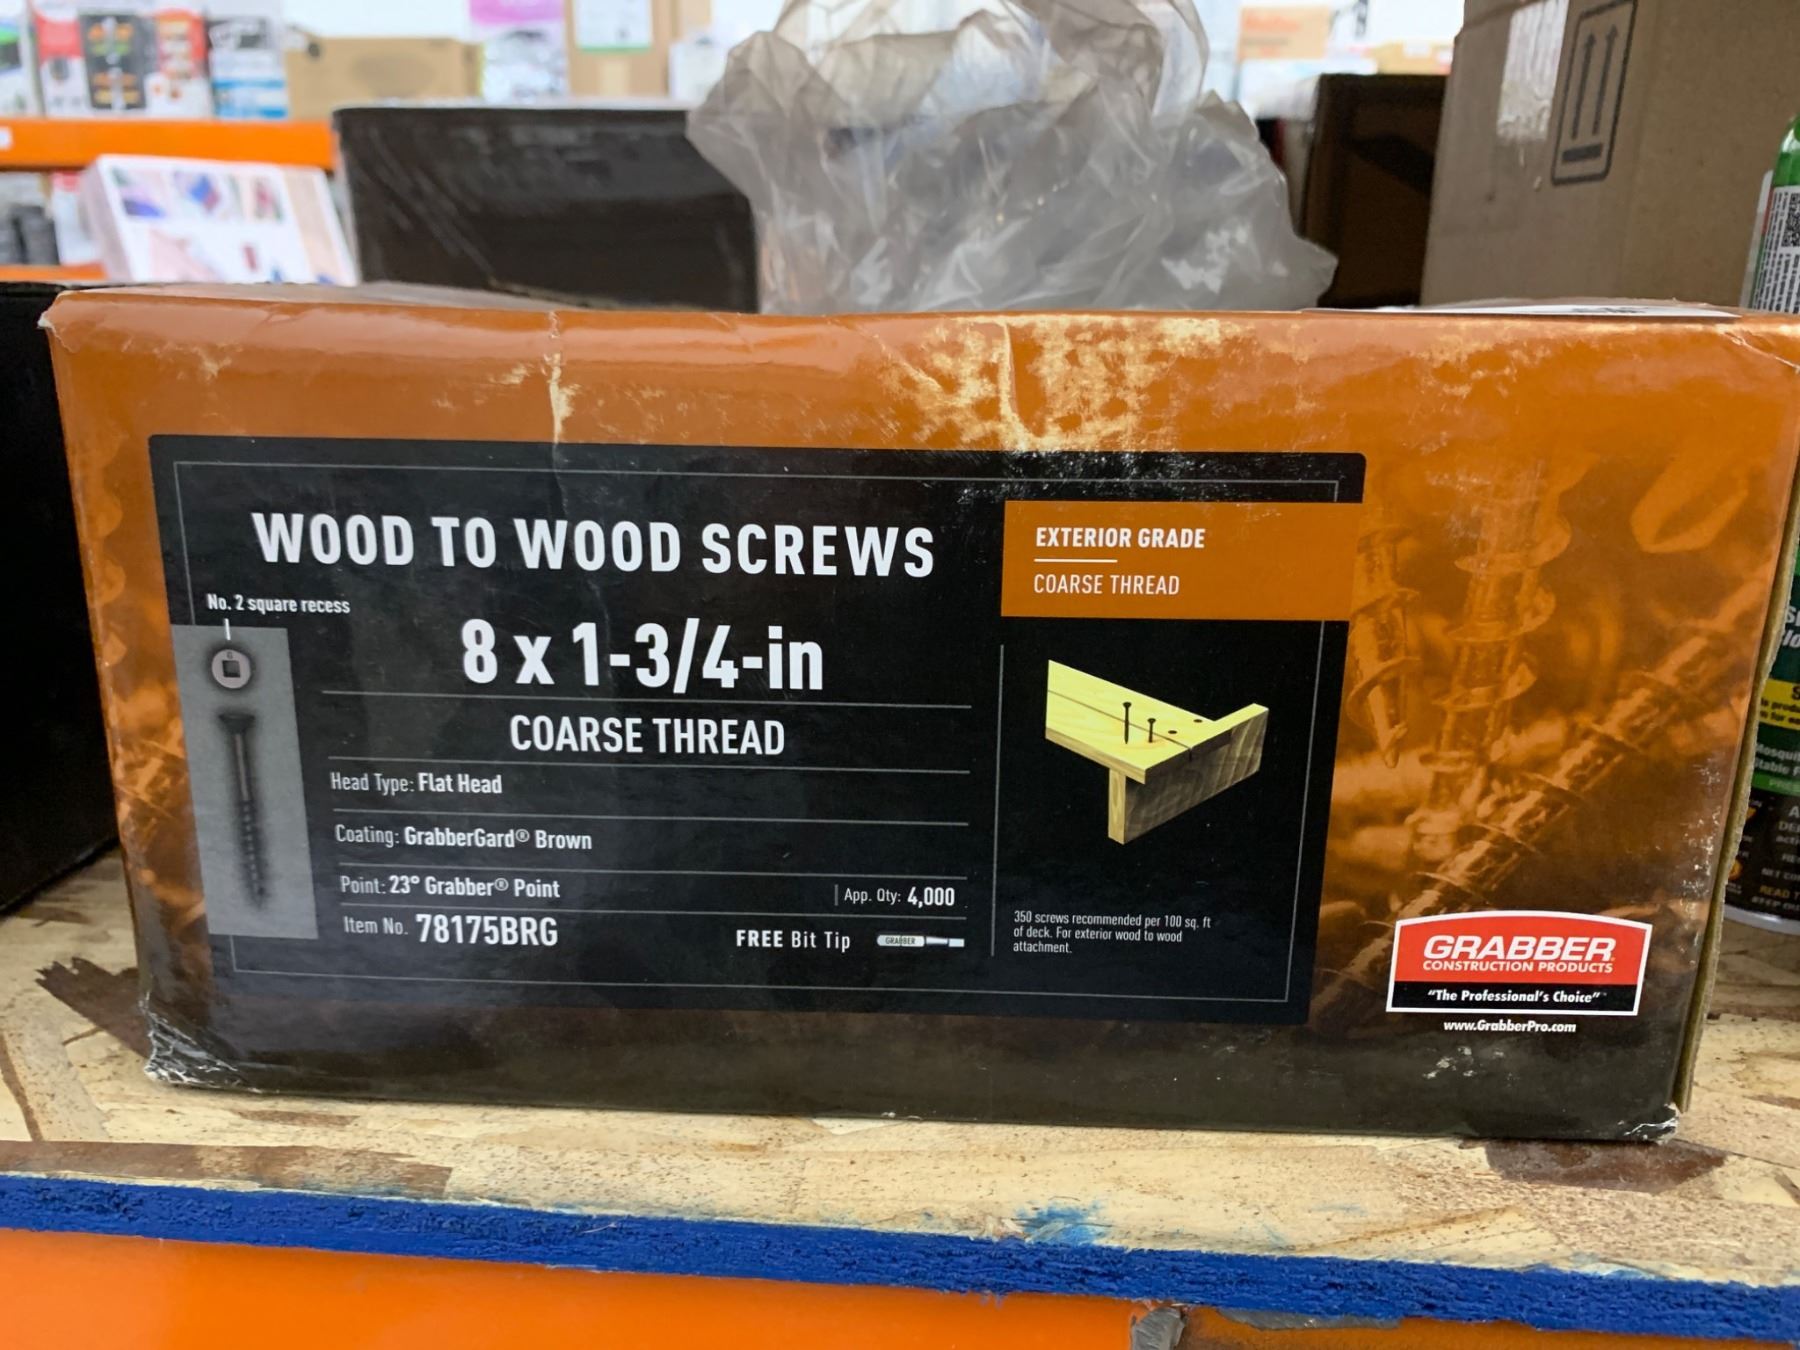 WOOD TO WOOD SCREWS
No. 2 square recess
8 x 1-3/4-in
COARSE THREAD
Head Type: Flat Head
Coating: GrabberGard® Brown
Point: 23° Grabber® Point
App. Qty: 4,000
Item No. 78175BRG
FREE Bit Tip
GRABBER
EXTERIOR GRADE
COARSE THREAD
350 screws recommended per 100 sq. ft
of deck. For exterior wood to wood
attachment.
GRABBER
CONSTRUCTION PRODUCTS
"The Professional's Choice"
www.GrabberPro.com